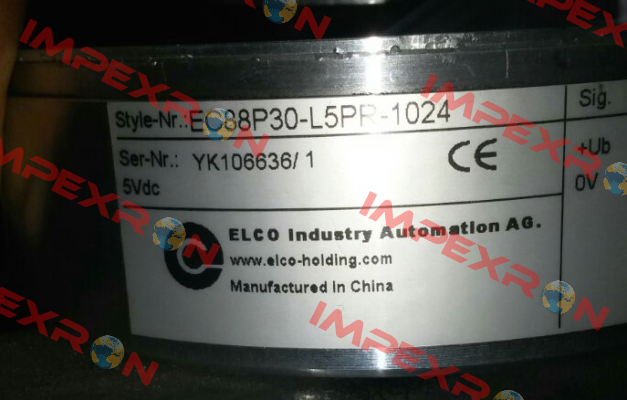 Style-Nr.: EC88P30-L5PR-1024
Sig.
Ser-Nr.: YK106636/ 1
5Vdc
CE
+Ub
0V
ELCO Industry Automation AG.
www.elco-holding.com
Manufactured in China
IMPEXRON
IMPEXRON
IMPEXRON
IMPEXRON
IMPEXRON